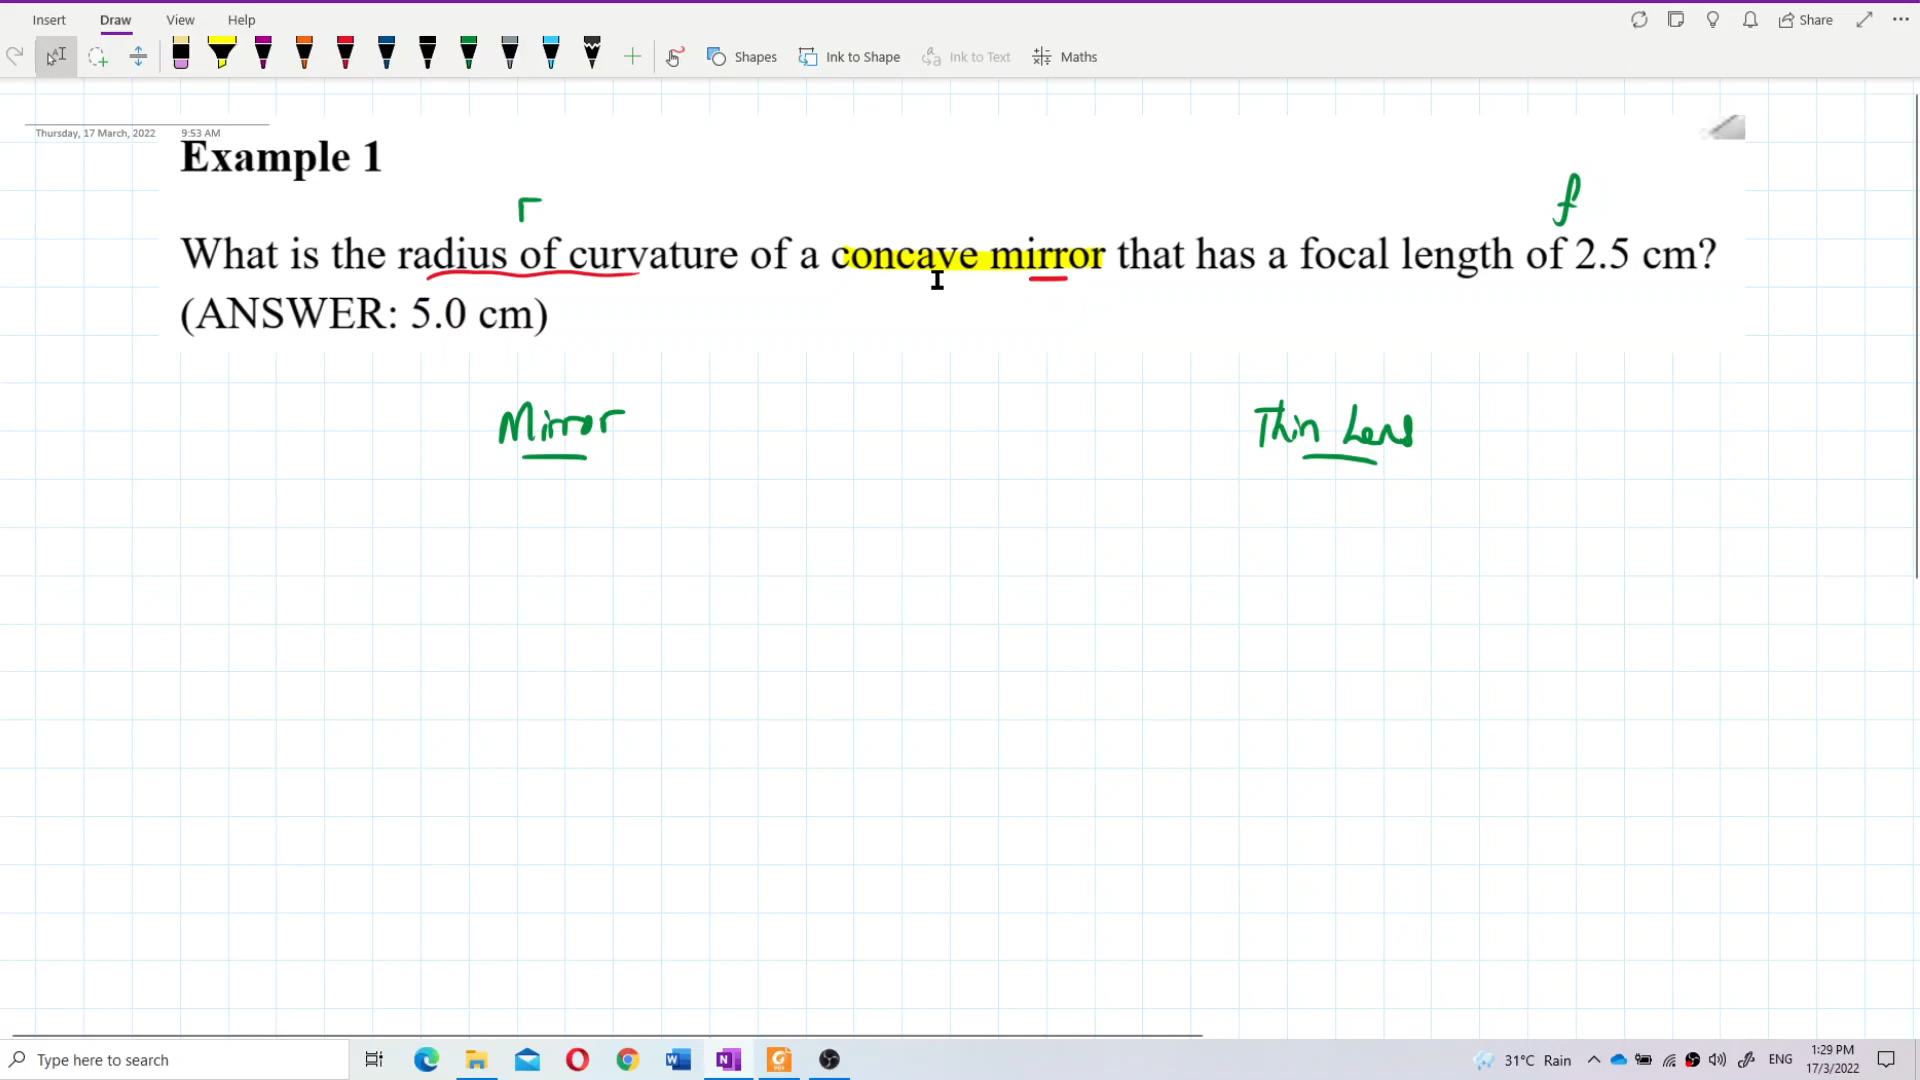 Insert Draw View Help
Share
Shapes Ink to Shape Ink to Text Maths
Thursday, 17 March, 2022 9:53 AM
Example 1
r f
What is the radius of curvature of a concave mirror that has a focal length of 2.5 cm?
(ANSWER: 5.0 cm)
Mirror Thin Lens
Type here to search
31°C Rain ENG 1:29 PM
17/3/2022